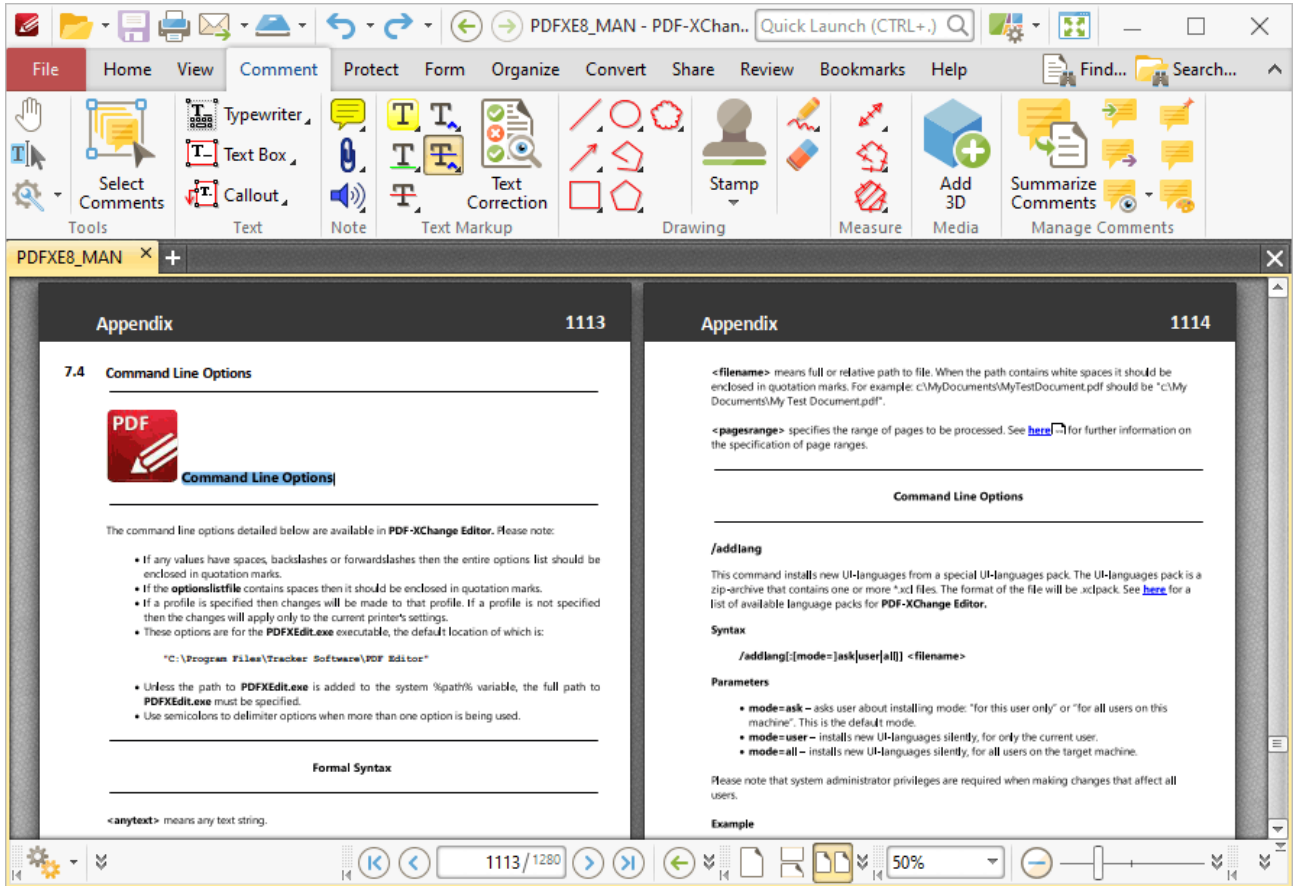 PDFXE8_MAN - PDF-XChan.. Quick Launch (CTRL+.)
File Home View Comment Protect Form Organize Convert Share Review Bookmarks Help Find... Search...
Select
Comments
Tools
Typewriter
Text Box
Callout
Text
Note
Text
Correction
Text Markup
Drawing
Stamp
Measure
Add
3D
Media
Summarize
Comments
Manage Comments
PDFXE8_MAN
Appendix 1113
7.4 Command Line Options
PDF
Command Line Options
The command line options detailed below are available in PDF-XChange Editor. Please note:
• If any values have spaces, backslashes or forwardslashes then the entire options list should be
enclosed in quotation marks.
• If the optionslistfile contains spaces then it should be enclosed in quotation marks.
• If a profile is specified then changes will be made to that profile. If a profile is not specified
then the changes will apply only to the current printer's settings.
• These options are for the PDFXEdit.exe executable, the default location of which is:
"C:\Program Files\Tracker Software\PDF Editor"
• Unless the path to PDFXEdit.exe is added to the system %path% variable, the full path to
PDFXEdit.exe must be specified.
• Use semicolons to delimiter options when more than one option is being used.
Formal Syntax
<anytext> means any text string.
Appendix 1114
<filename> means full or relative path to file. When the path contains white spaces it should be
enclosed in quotation marks. For example: c:\MyDocuments\MyTestDocument.pdf should be "c:\My
Documents\My Test Document.pdf".
<pagesrange> specifies the range of pages to be processed. See here for further information on
the specification of page ranges.
Command Line Options
/addlang
This command installs new UI-languages from a special UI-languages pack. The UI-languages pack is a
zip-archive that contains one or more *.xcl files. The format of the file will be .xclpack. See here for a
list of available language packs for PDF-XChange Editor.
Syntax
/addlang[:[mode=]ask|user|all]] <filename>
Parameters
• mode=ask – asks user about installing mode: "for this user only" or "for all users on this
machine". This is the default mode.
• mode=user – installs new UI-languages silently, for only the current user.
• mode=all – installs new UI-languages silently, for all users on the target machine.
Please note that system administrator privileges are required when making changes that affect all
users.
Example
1113 / 1280 50%